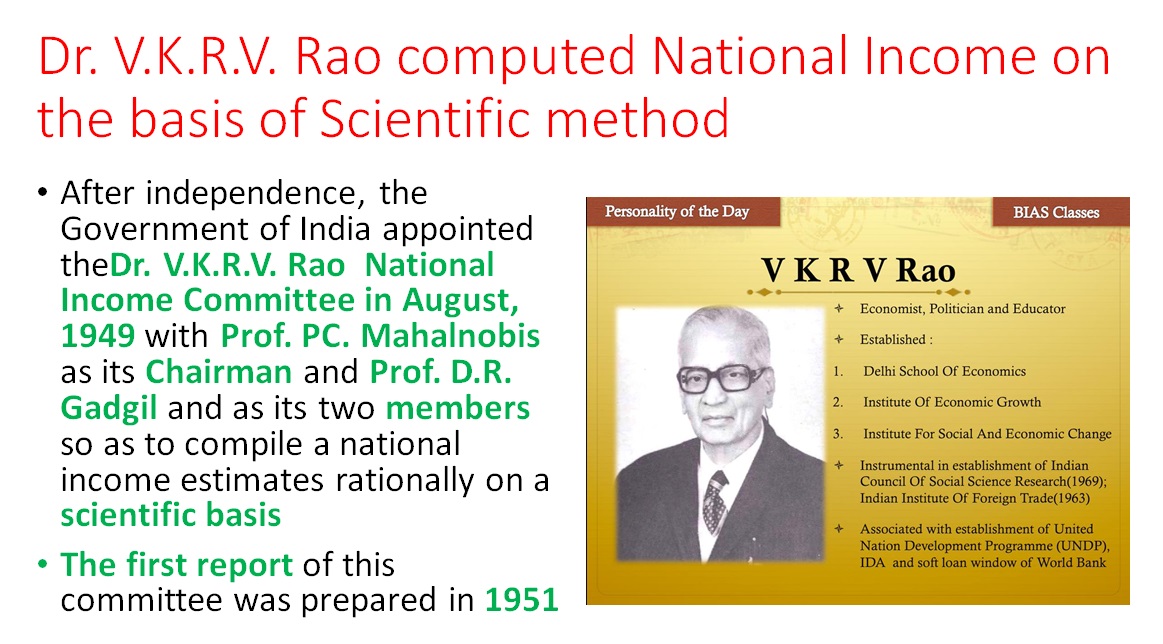 Dr. V.K.R.V. Rao computed National Income on
the basis of Scientific method
• After independence, the
Government of India appointed
theDr. V.K.R.V. Rao National
Income Committee in August,
1949 with Prof. PC. Mahalnobis
as its Chairman and Prof. D.R.
Gadgil and as its two members
so as to compile a national
income estimates rationally on a
scientific basis
• The first report of this
committee was prepared in 1951
Personality of the Day
BIAS Classes
V K R V Rao
Economist, Politician and Educator
Established :
1. Delhi School Of Economics
2. Institute Of Economic Growth
3. Institute For Social And Economic Change
Instrumental in establishment of Indian
Council Of Social Science Research(1969);
Indian Institute Of Foreign Trade(1963)
Associated with establishment of United
Nation Development Programme (UNDP),
IDA and soft loan window of World Bank